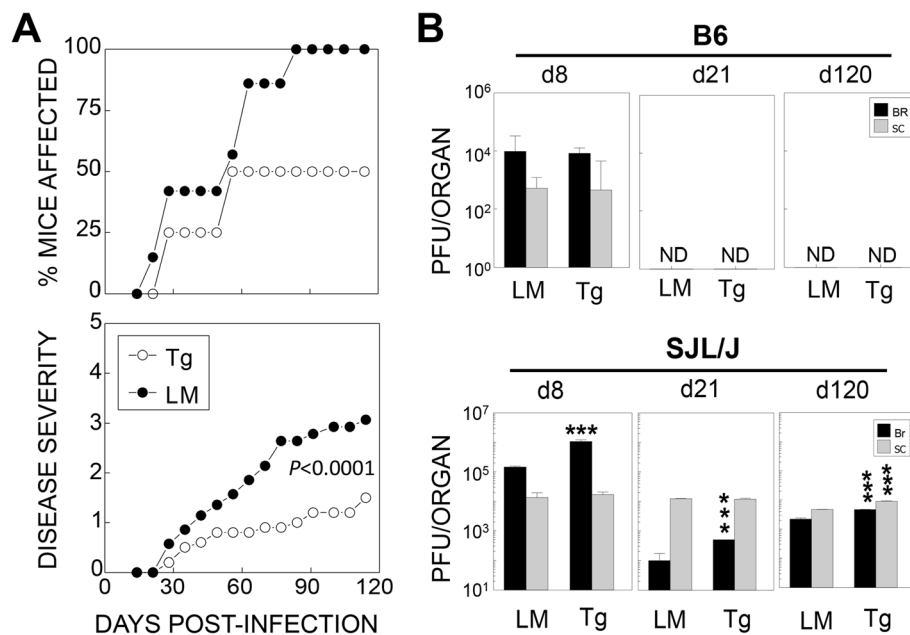 A
% MICE AFFECTED
100
75
50
25
0
DISEASE SEVERITY
5
4
3
2
1
0
Tg
LM
P<0.0001
0 30 60 90 120
DAYS POST-INFECTION
B
B6
d8 d21 d120
PFU/ORGAN
10⁶
10⁴
10²
10⁰
BR
SC
ND ND ND ND
LM Tg LM Tg LM Tg
SJL/J
d8 d21 d120
PFU/ORGAN
10⁷
10⁵
10³
10¹
Br
SC
*** *** *** ***
LM Tg LM Tg LM Tg